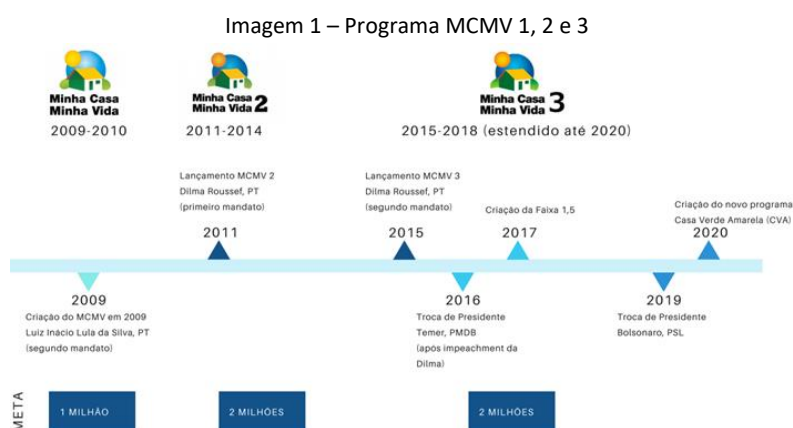 Imagem 1 – Programa MCMV 1, 2 e 3
Minha Casa
Minha Vida
2009-2010
Minha Casa
Minha Vida 2
2011-2014
Minha Casa
Minha Vida 3
2015-2018 (estendido até 2020)
Lançamento MCMV 2
Dilma Roussef, PT
(primeiro mandato)
2011
Lançamento MCMV 3
Dilma Roussef, PT
(segundo mandato)
2015
Criação da Faixa 1,5
2017
Criação do novo programa
Casa Verde Amarela (CVA)
2020
2009
Criação do MCMV em 2009
Luiz Inácio Lula da Silva, PT
(segundo mandato)
2016
Troca de Presidente
Temer, PMDB
(após impeachment da
Dilma)
2019
Troca de Presidente
Bolsonaro, PSL
META
1 MILHÃO
2 MILHÕES
2 MILHÕES